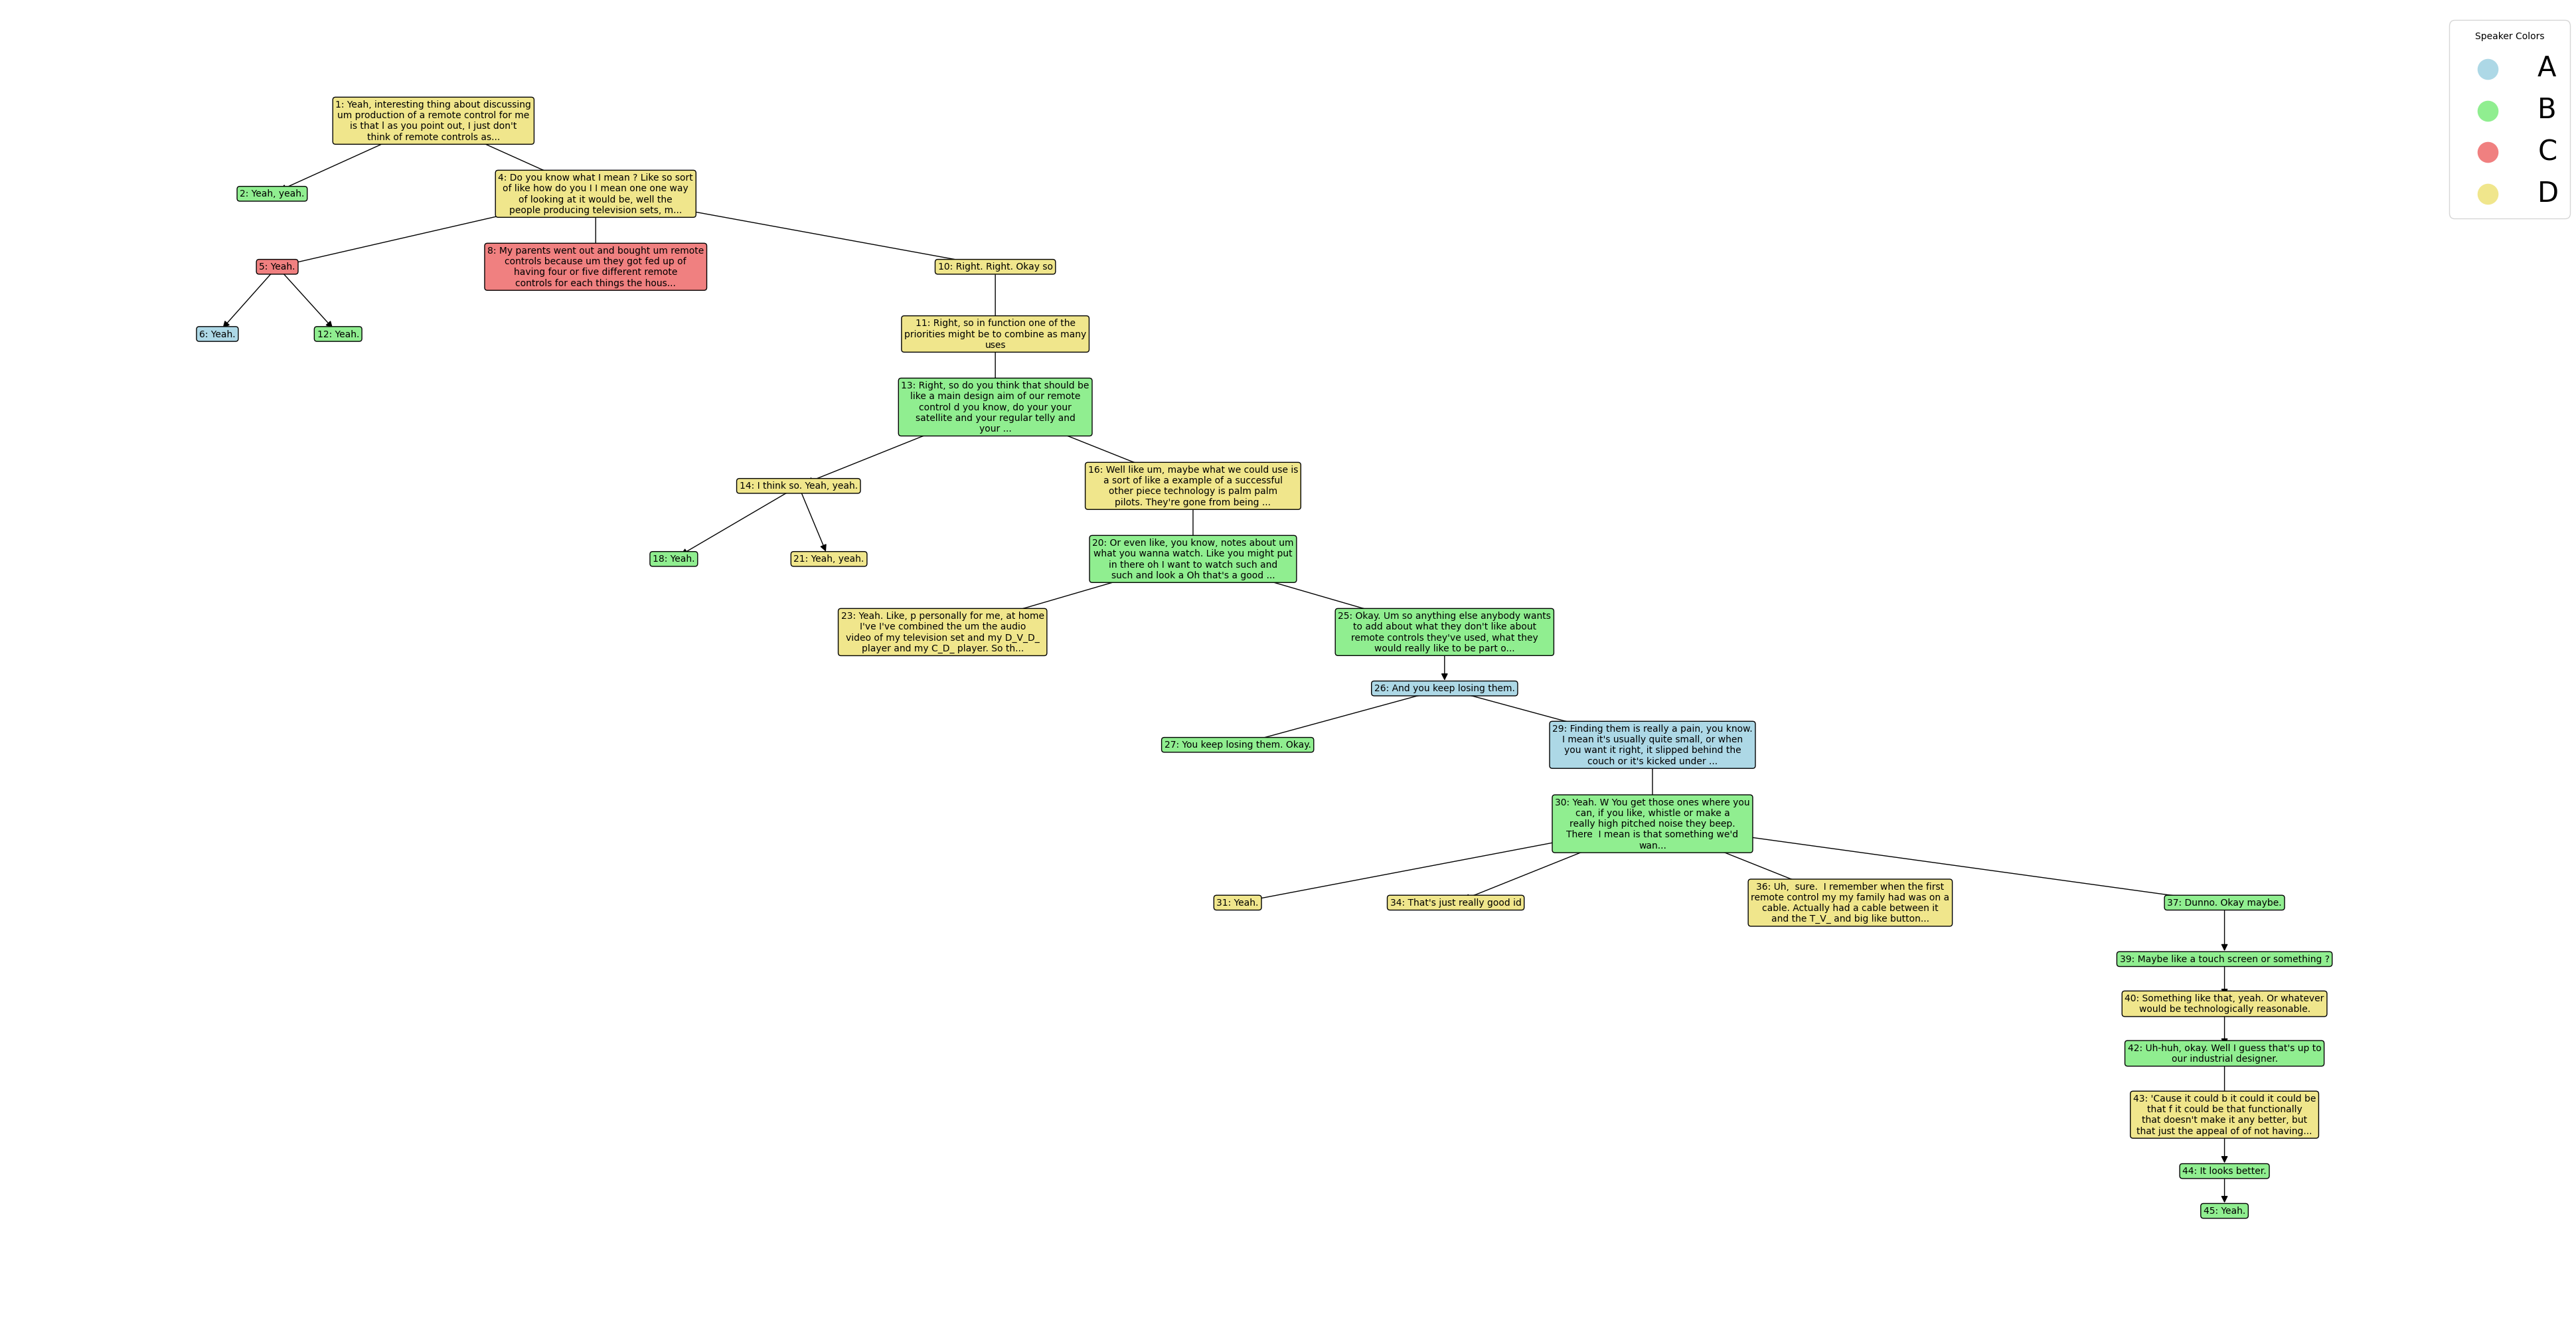 Speaker Colors
A
B
C
D
1: Yeah, interesting thing about discussing
um production of a remote control for me
is that l as you point out, I just don't
think of remote controls as...
2: Yeah, yeah.
4: Do you know what I mean ? Like so sort
of like how do you I I mean one one way
of looking at it would be, well the
people producing television sets, m...
5: Yeah.
8: My parents went out and bought um remote
controls because um they got fed up of
having four or five different remote
controls for each things the hous...
10: Right. Right. Okay so
6: Yeah.
12: Yeah.
11: Right, so in function one of the
priorities might be to combine as many
uses
13: Right, so do you think that should be
like a main design aim of our remote
control d you know, do your your
satellite and your regular telly and
your ...
14: I think so. Yeah, yeah.
16: Well like um, maybe what we could use is
a sort of like a example of a successful
other piece technology is palm palm
pilots. They're gone from being ...
18: Yeah.
21: Yeah, yeah.
20: Or even like, you know, notes about um
what you wanna watch. Like you might put
in there oh I want to watch such and
such and look a Oh that's a good ...
23: Yeah. Like, p personally for me, at home
I've I've combined the um the audio
video of my television set and my D_V_D_
player and my C_D_ player. So th...
25: Okay. Um so anything else anybody wants
to add about what they don't like about
remote controls they've used, what they
would really like to be part o...
26: And you keep losing them.
27: You keep losing them. Okay.
29: Finding them is really a pain, you know.
I mean it's usually quite small, or when
you want it right, it slipped behind the
couch or it's kicked under ...
30: Yeah. W You get those ones where you
can, if you like, whistle or make a
really high pitched noise they beep.
There  I mean is that something we'd
wan...
31: Yeah.
34: That's just really good id
36: Uh,  sure.  I remember when the first
remote control my my family had was on a
cable. Actually had a cable between it
and the T_V_ and big like button...
37: Dunno. Okay maybe.
39: Maybe like a touch screen or something ?
40: Something like that, yeah. Or whatever
would be technologically reasonable.
42: Uh-huh, okay. Well I guess that's up to
our industrial designer.
43: 'Cause it could b it could it could be
that f it could be that functionally
that doesn't make it any better, but
that just the appeal of of not having...
44: It looks better.
45: Yeah.